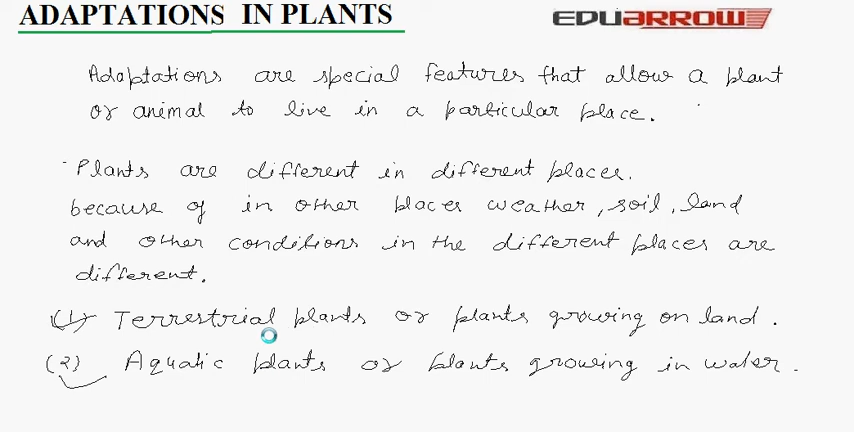 ADAPTATIONS IN PLANTS
EDUARROW
Adaptations are special features that allow a plant
or animal to live in a particular place.
Plants are different in different places.
because of in other places weather, soil, land
and other conditions in the different places are
different.
(1) Terrestrial plants or plants growing on land.
(2) Aquatic plants or plants growing in water.